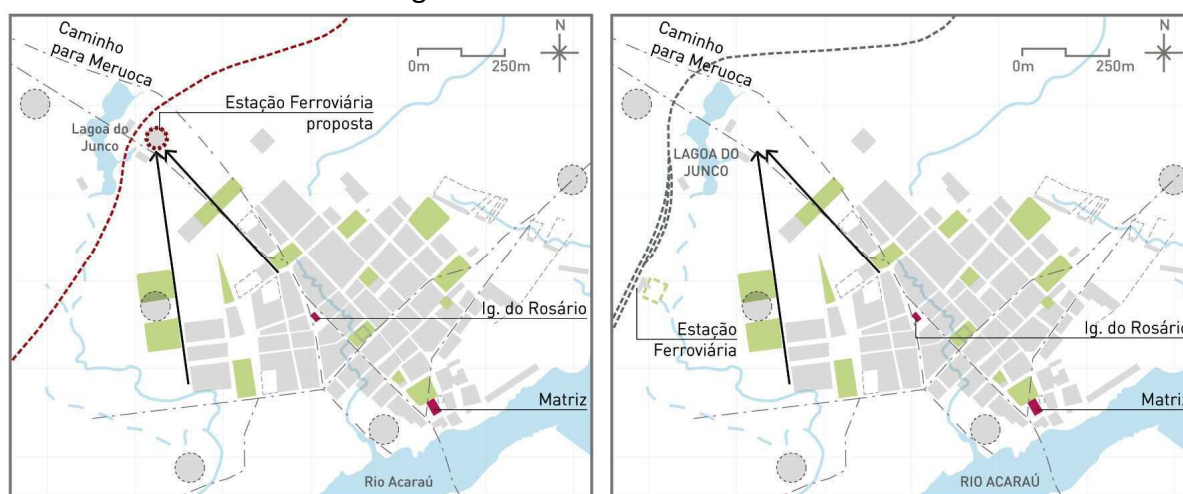 Caminho
para Meruoca
N
0m 250m
Estação Ferroviária
proposta
Lagoa do
Junco
Ig. do Rosário
Matriz
Rio Acaraú
Caminho
para Meruoca
N
0m 250m
LAGOA DO
JUNCO
Estação
Ferroviária
Ig. do Rosário
Matriz
RIO ACARAÚ